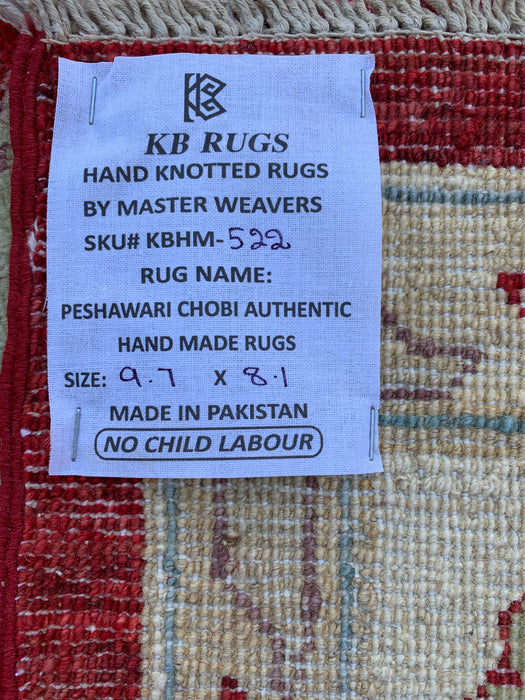 KB
KB RUGS
HAND KNOTTED RUGS
BY MASTER WEAVERS
SKU# KBHM-522
RUG NAME:
PESHAWARI CHOBI AUTHENTIC
HAND MADE RUGS
SIZE: 9.7 X 8.1
MADE IN PAKISTAN
NO CHILD LABOUR